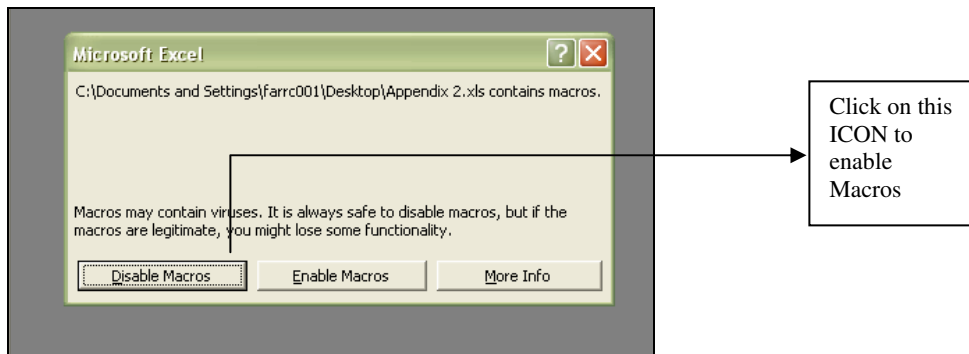 Microsoft Excel
C:\Documents and Settings\farrc001\Desktop\Appendix 2.xls contains macros.
Macros may contain viruses. It is always safe to disable macros, but if the
macros are legitimate, you might lose some functionality.
Disable Macros
Enable Macros
More Info
Click on this
ICON to
enable
Macros